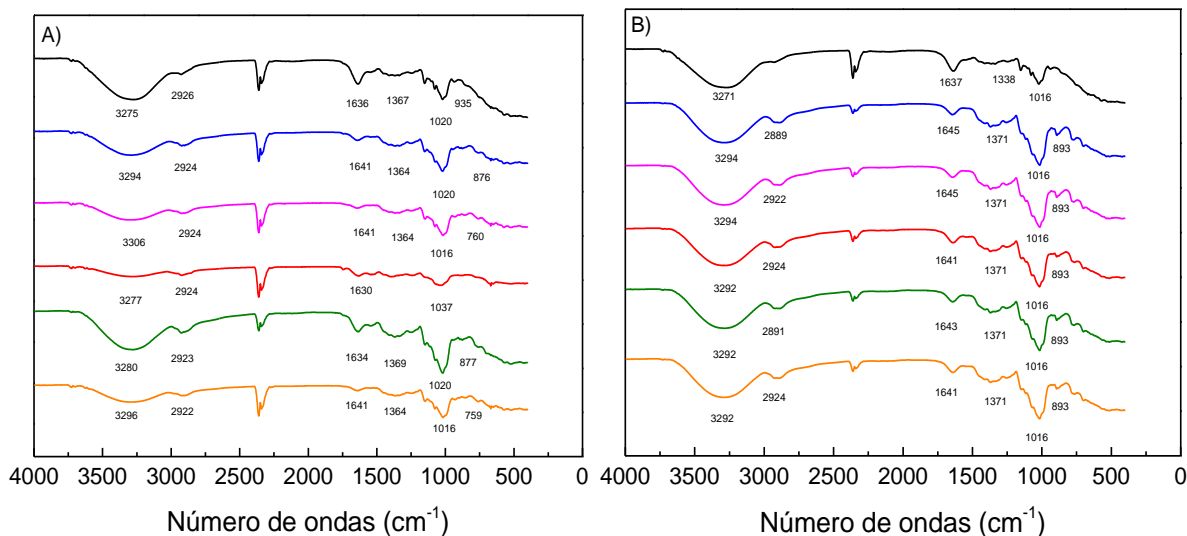 A)
3275 2926 1636 1367 1020 935
3294 2924 1641 1364 1020 876
3306 2924 1641 1364 1016 760
3277 2924 1630 1037
3280 2923 1634 1369 1020 877
3296 2922 1641 1364 1016 759
4000 3500 3000 2500 2000 1500 1000 500 0
Número de ondas (cm⁻¹)
B)
3271 1637 1338 1016
3294 2889 1645 1371 1016 893
3294 2922 1645 1371 1016 893
3292 2924 1641 1371 1016 893
3292 2891 1643 1371 1016 893
3292 2924 1641 1371 1016 893
4000 3500 3000 2500 2000 1500 1000 500 0
Número de ondas (cm⁻¹)